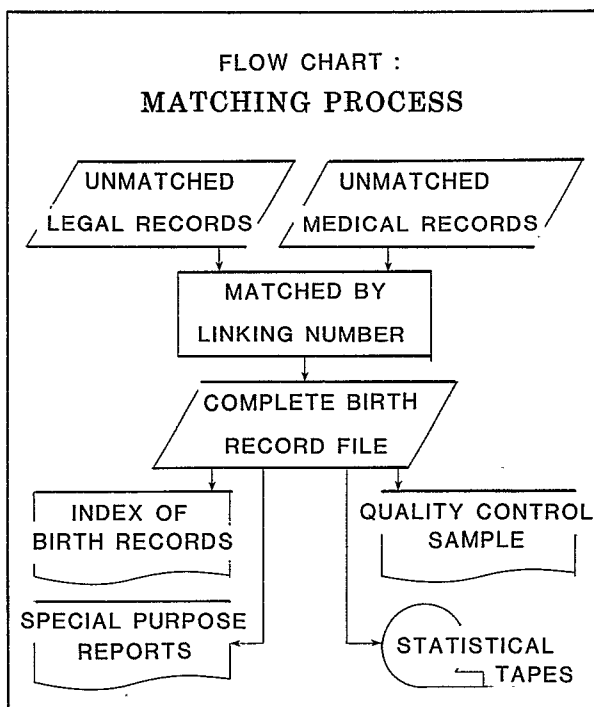 FLOW CHART :
MATCHING PROCESS
UNMATCHED
LEGAL RECORDS
UNMATCHED
MEDICAL RECORDS
MATCHED BY
LINKING NUMBER
COMPLETE BIRTH
RECORD FILE
INDEX OF
BIRTH RECORDS
QUALITY CONTROL
SAMPLE
SPECIAL PURPOSE
REPORTS
STATISTICAL
TAPES